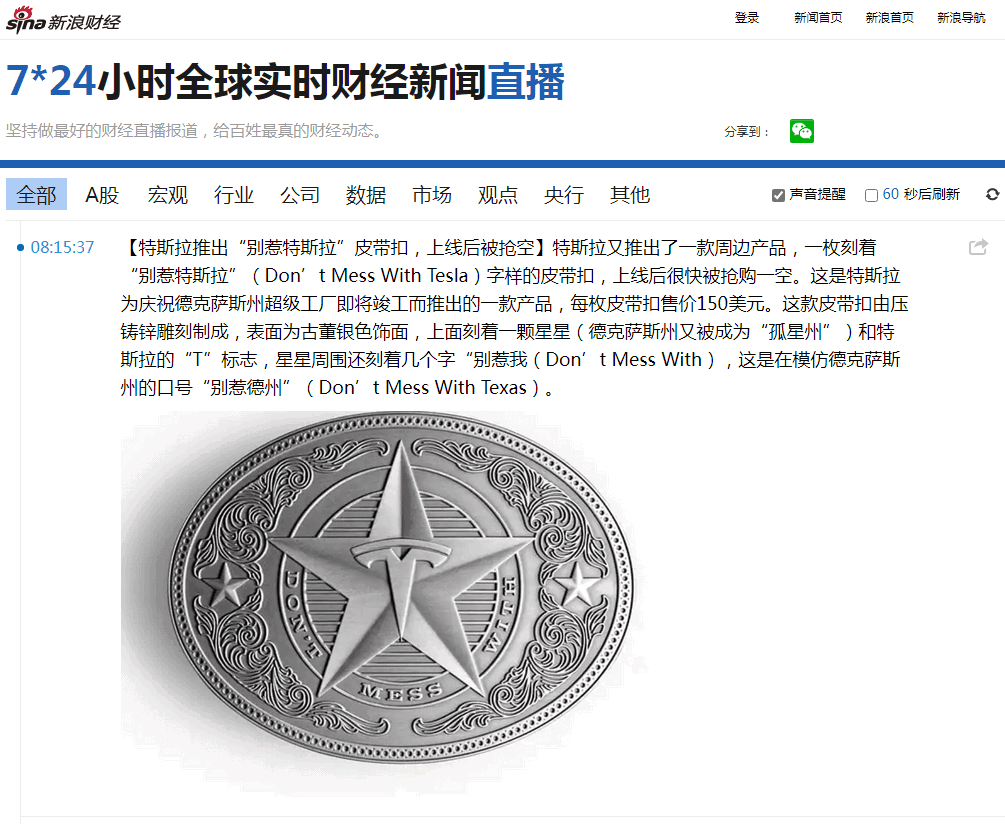 sina 新浪财经
登录 新闻首页 新浪首页 新浪导航
7*24小时全球实时财经新闻直播
坚持做最好的财经直播报道，给百姓最真的财经动态。
分享到：
全部 A股 宏观 行业 公司 数据 市场 观点 央行 其他 声音提醒 60 秒后刷新
08:15:37 【特斯拉推出“别惹特斯拉”皮带扣，上线后被抢空】特斯拉又推出了一款周边产品，一枚刻着
“别惹特斯拉”（Don’t Mess With Tesla）字样的皮带扣，上线后很快被抢购一空。这是特斯拉
为庆祝德克萨斯州超级工厂即将竣工而推出的一款产品，每枚皮带扣售价150美元。这款皮带扣由压
铸锌雕刻制成，表面为古董银色饰面，上面刻着一颗星星（德克萨斯州又被成为“孤星州”）和特
斯拉的“T”标志，星星周围还刻着几个字“别惹我（Don’t Mess With），这是在模仿德克萨斯
州的口号“别惹德州”（Don’t Mess With Texas）。
DON'T MESS WITH